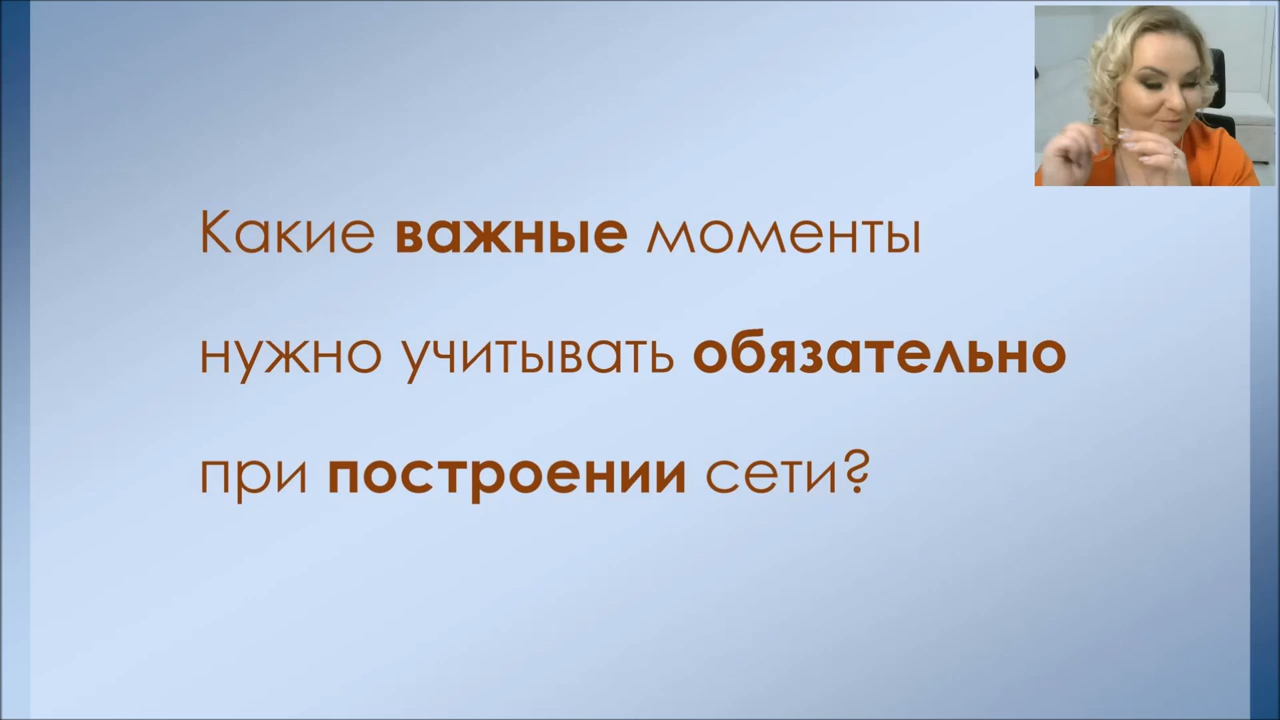 Какие важные моменты
нужно учитывать обязательно
при построении сети?